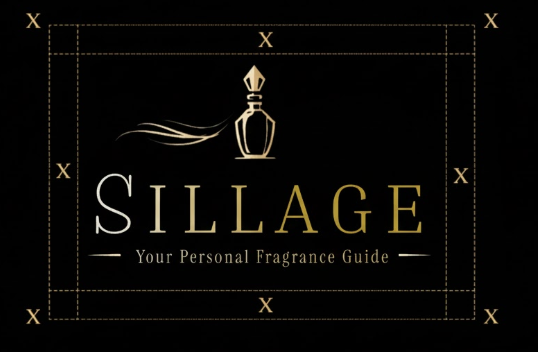 X X
X
X X
SILLAGE
Your Personal Fragrance Guide
X
X X